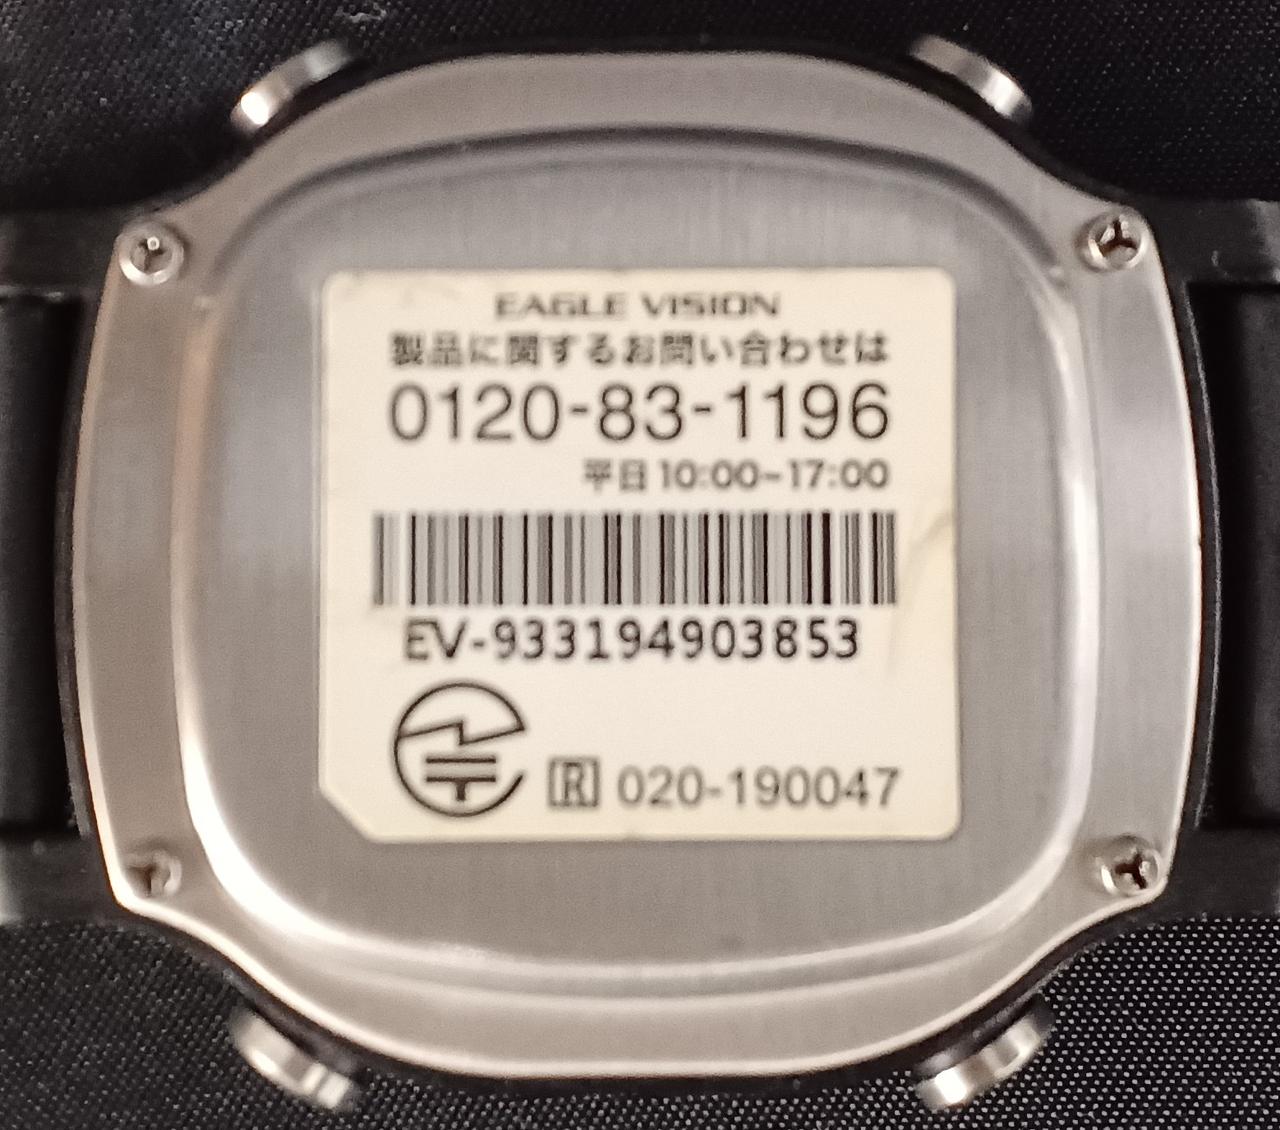 EAGLE VISION
製品に関するお問い合わせは
0120-83-1196
平日 10:00~17:00
EV-933194903853
R 020-190047